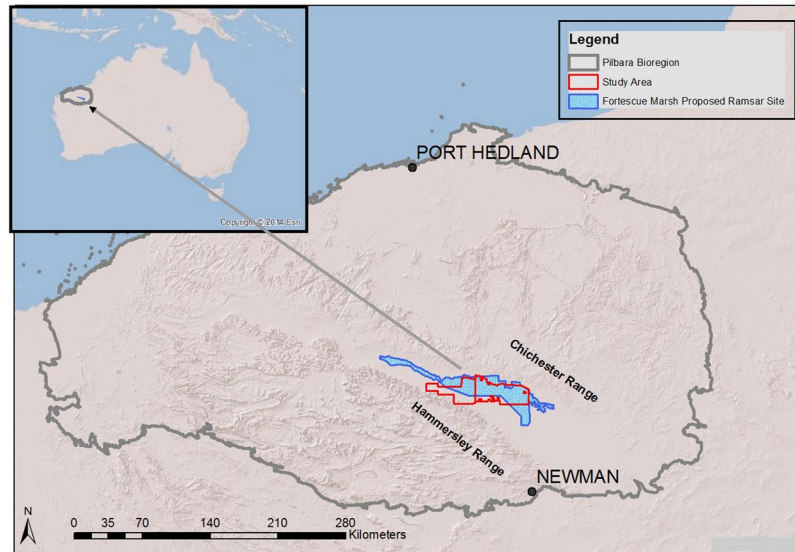 Copyright © 2014 Esri
Legend
Pilbara Bioregion
Study Area
Fortescue Marsh Proposed Ramsar Site
PORT HEDLAND
Chichester Range
Hammersley Range
NEWMAN
N
0 35 70 140 210 280
Kilometers